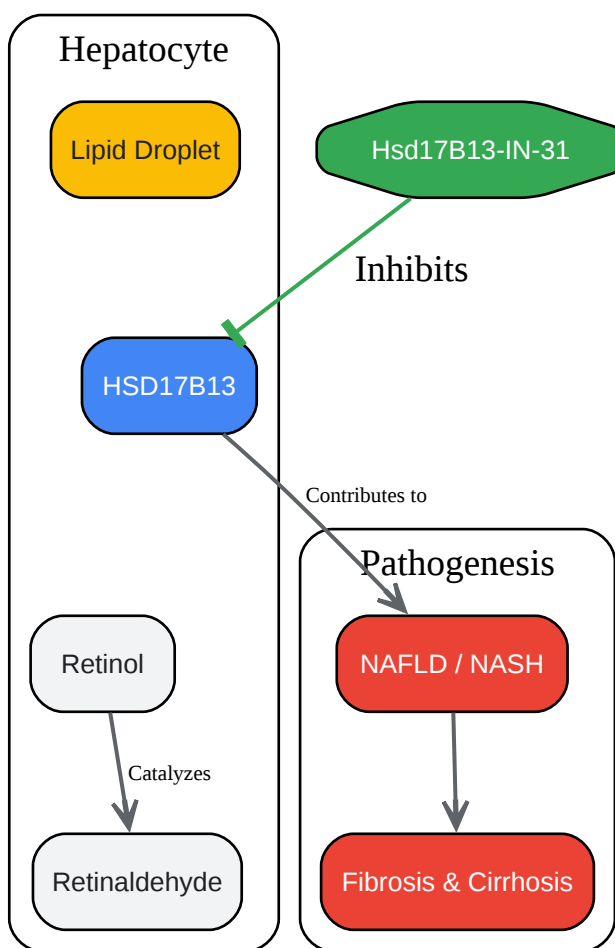 Hepatocyte
Lipid Droplet
Hsd17B13-IN-31
Inhibits
HSD17B13
Contributes to
Pathogenesis
Retinol
NAFLD / NASH
Catalyzes
Retinaldehyde
Fibrosis & Cirrhosis